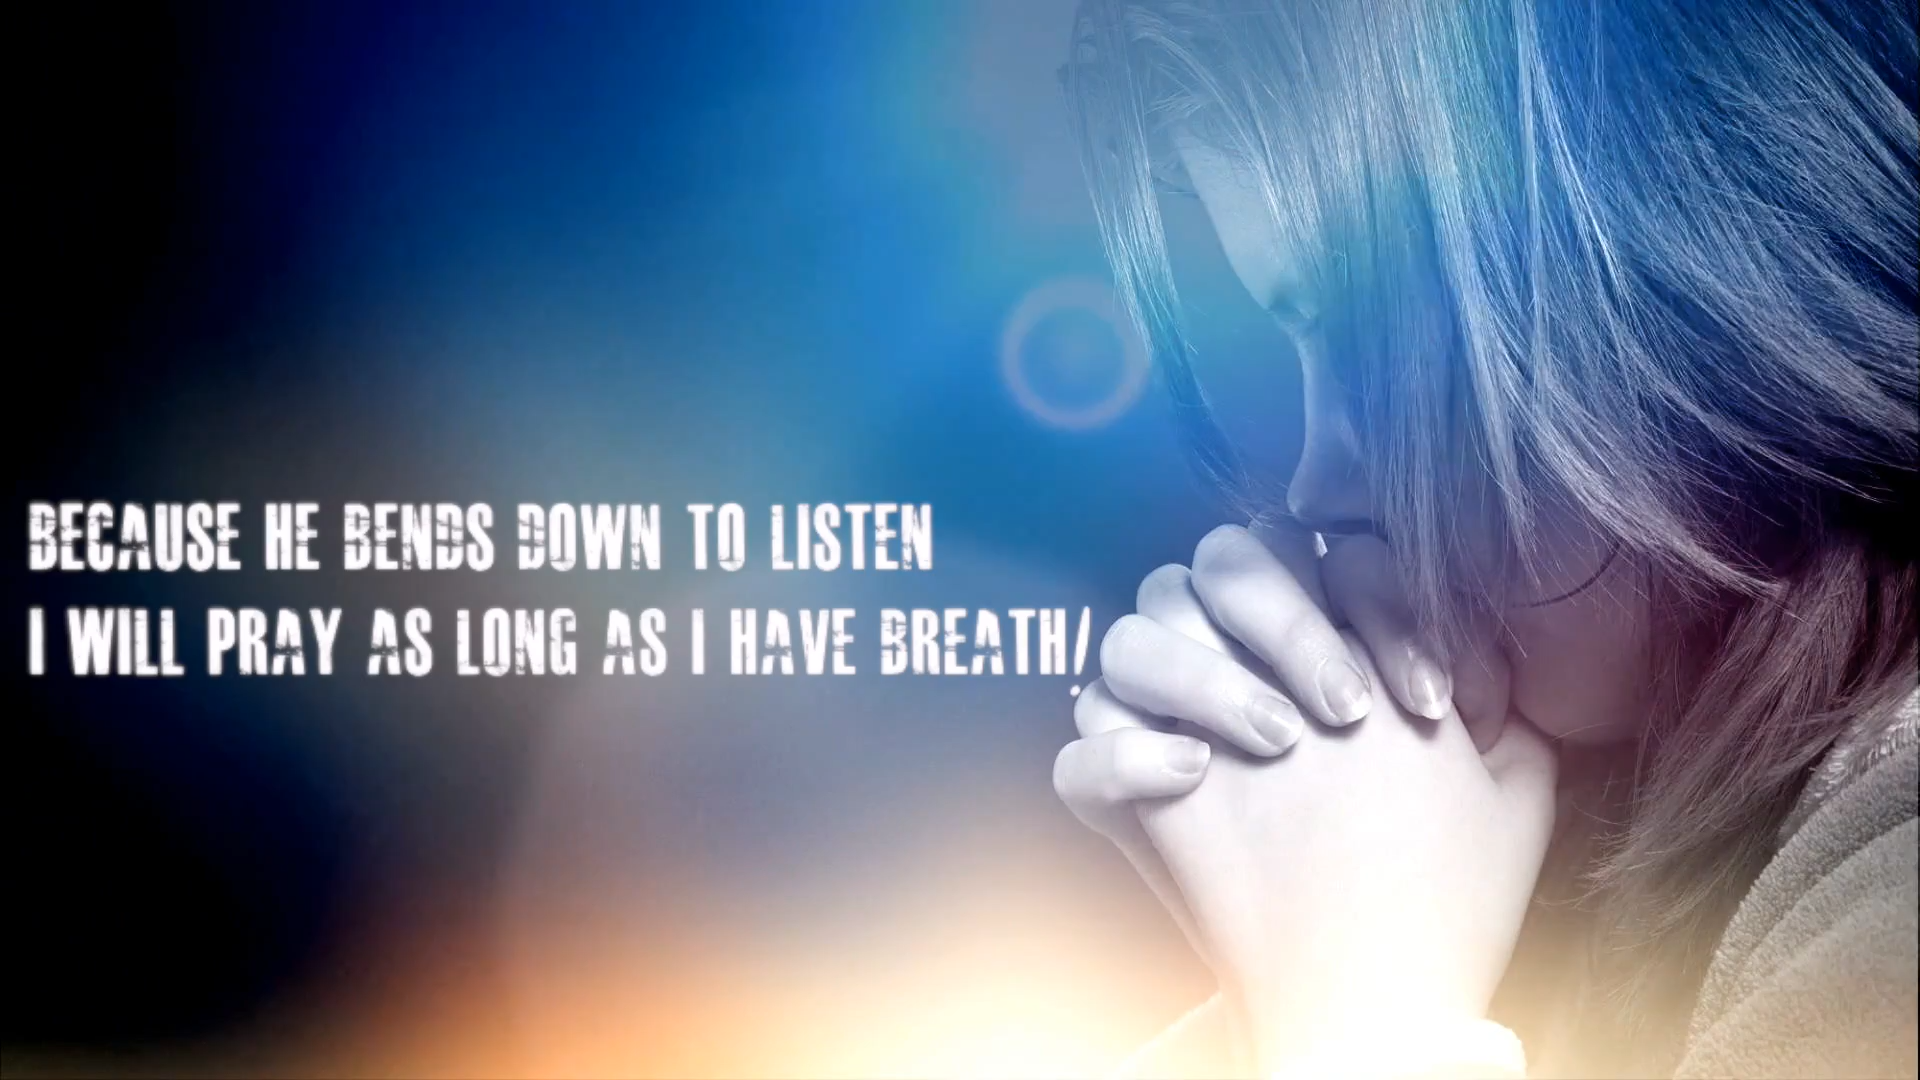 BECAUSE HE BENDS DOWN TO LISTEN
I WILL PRAY AS LONG AS I HAVE BREATH!